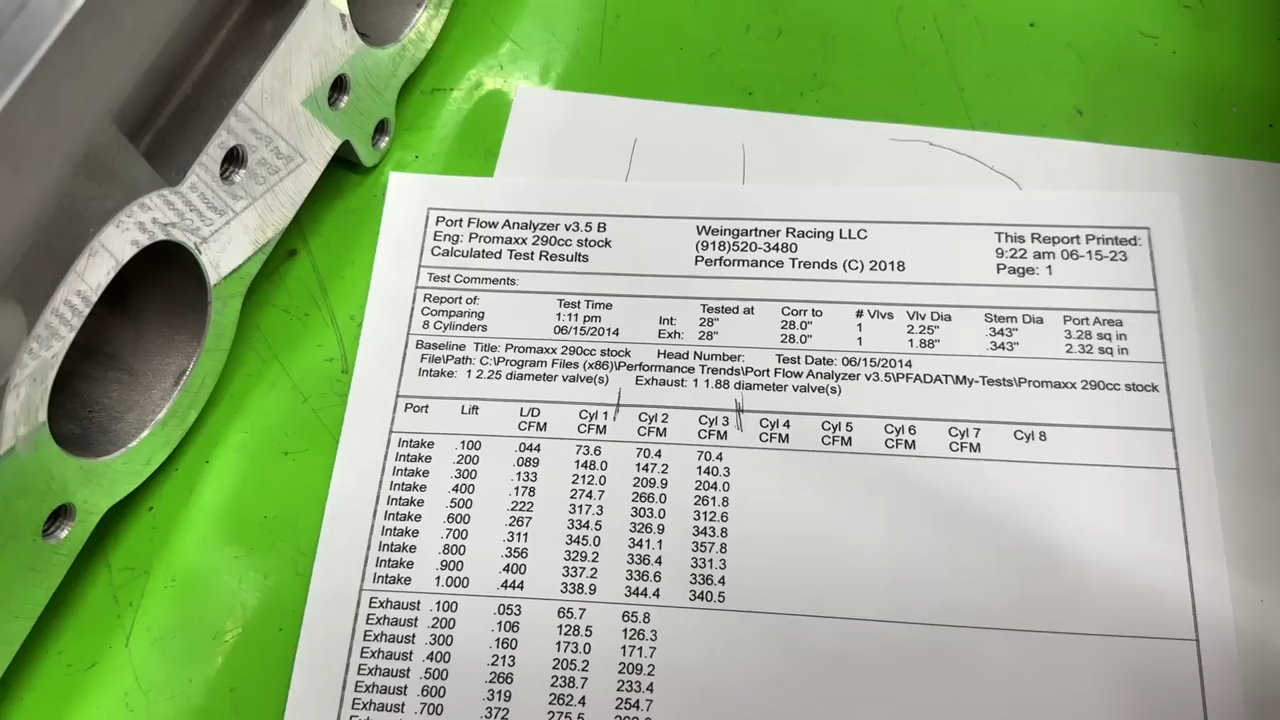 Port Flow Analyzer v3.5 B Weingartner Racing LLC This Report Printed:
Eng: Promaxx 290cc stock (918)520-3480 9:22 am 06-15-23
Calculated Test Results Performance Trends (C) 2018 Page: 1
Test Comments:
Report of: Test Time Tested at Corr to # Vlvs Vlv Dia Stem Dia Port Area
Comparing 1:11 pm Int: 28" 28.0" 1 2.25" .343" 3.28 sq in
8 Cylinders 06/15/2014 Exh: 28" 28.0" 1 1.88" .343" 2.32 sq in
Baseline Title: Promaxx 290cc stock Head Number: Test Date: 06/15/2014
File\Path: C:\Program Files (x86)\Performance Trends\Port Flow Analyzer v3.5\PFADAT\My-Tests\Promaxx 290cc stock
Intake: 1 2.25 diameter valve(s) Exhaust: 1 1.88 diameter valve(s)
Port Lift L/D Cyl 1 Cyl 2 Cyl 3 Cyl 4 Cyl 5 Cyl 6 Cyl 7 Cyl 8
CFM CFM CFM CFM CFM CFM CFM CFM
Intake .100 .044 73.6 70.4 70.4
Intake .200 .089 148.0 147.2 140.3
Intake .300 .133 212.0 209.9 204.0
Intake .400 .178 274.7 266.0 261.8
Intake .500 .222 317.3 303.0 312.6
Intake .600 .267 334.5 326.9 343.8
Intake .700 .311 345.0 341.1 357.8
Intake .800 .356 329.2 336.4 331.3
Intake .900 .400 337.2 336.6 336.4
Intake 1.000 .444 338.9 344.4 340.5
Exhaust .100 .053 65.7 65.8
Exhaust .200 .106 128.5 126.3
Exhaust .300 .160 173.0 171.7
Exhaust .400 .213 205.2 209.2
Exhaust .500 .266 238.7 233.4
Exhaust .600 .319 262.4 254.7
Exhaust .700 .372 275.5